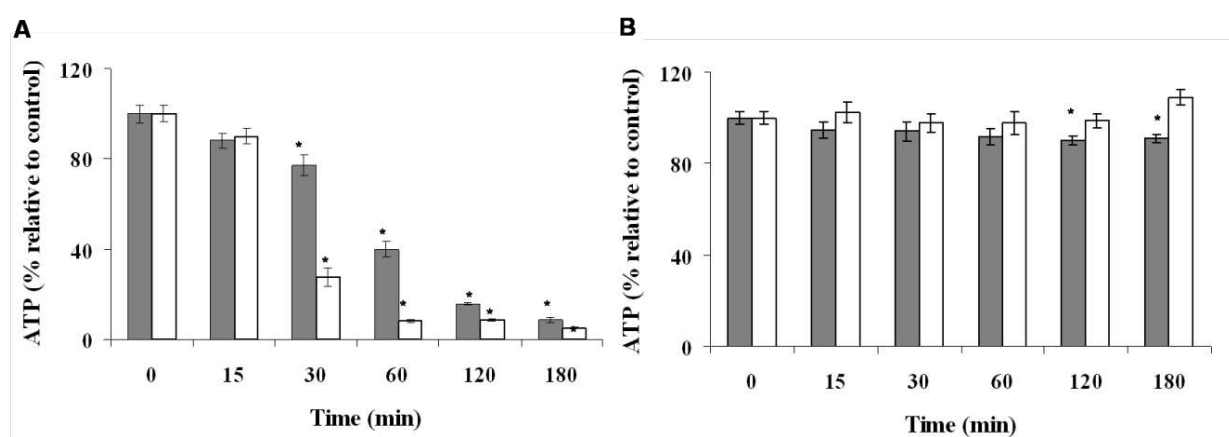 A
ATP (% relative to control)
120
80
40
0
* * * * * * * *
0 15 30 60 120 180
Time (min)
B
ATP (% relative to control)
120
80
40
0
* *
0 15 30 60 120 180
Time (min)